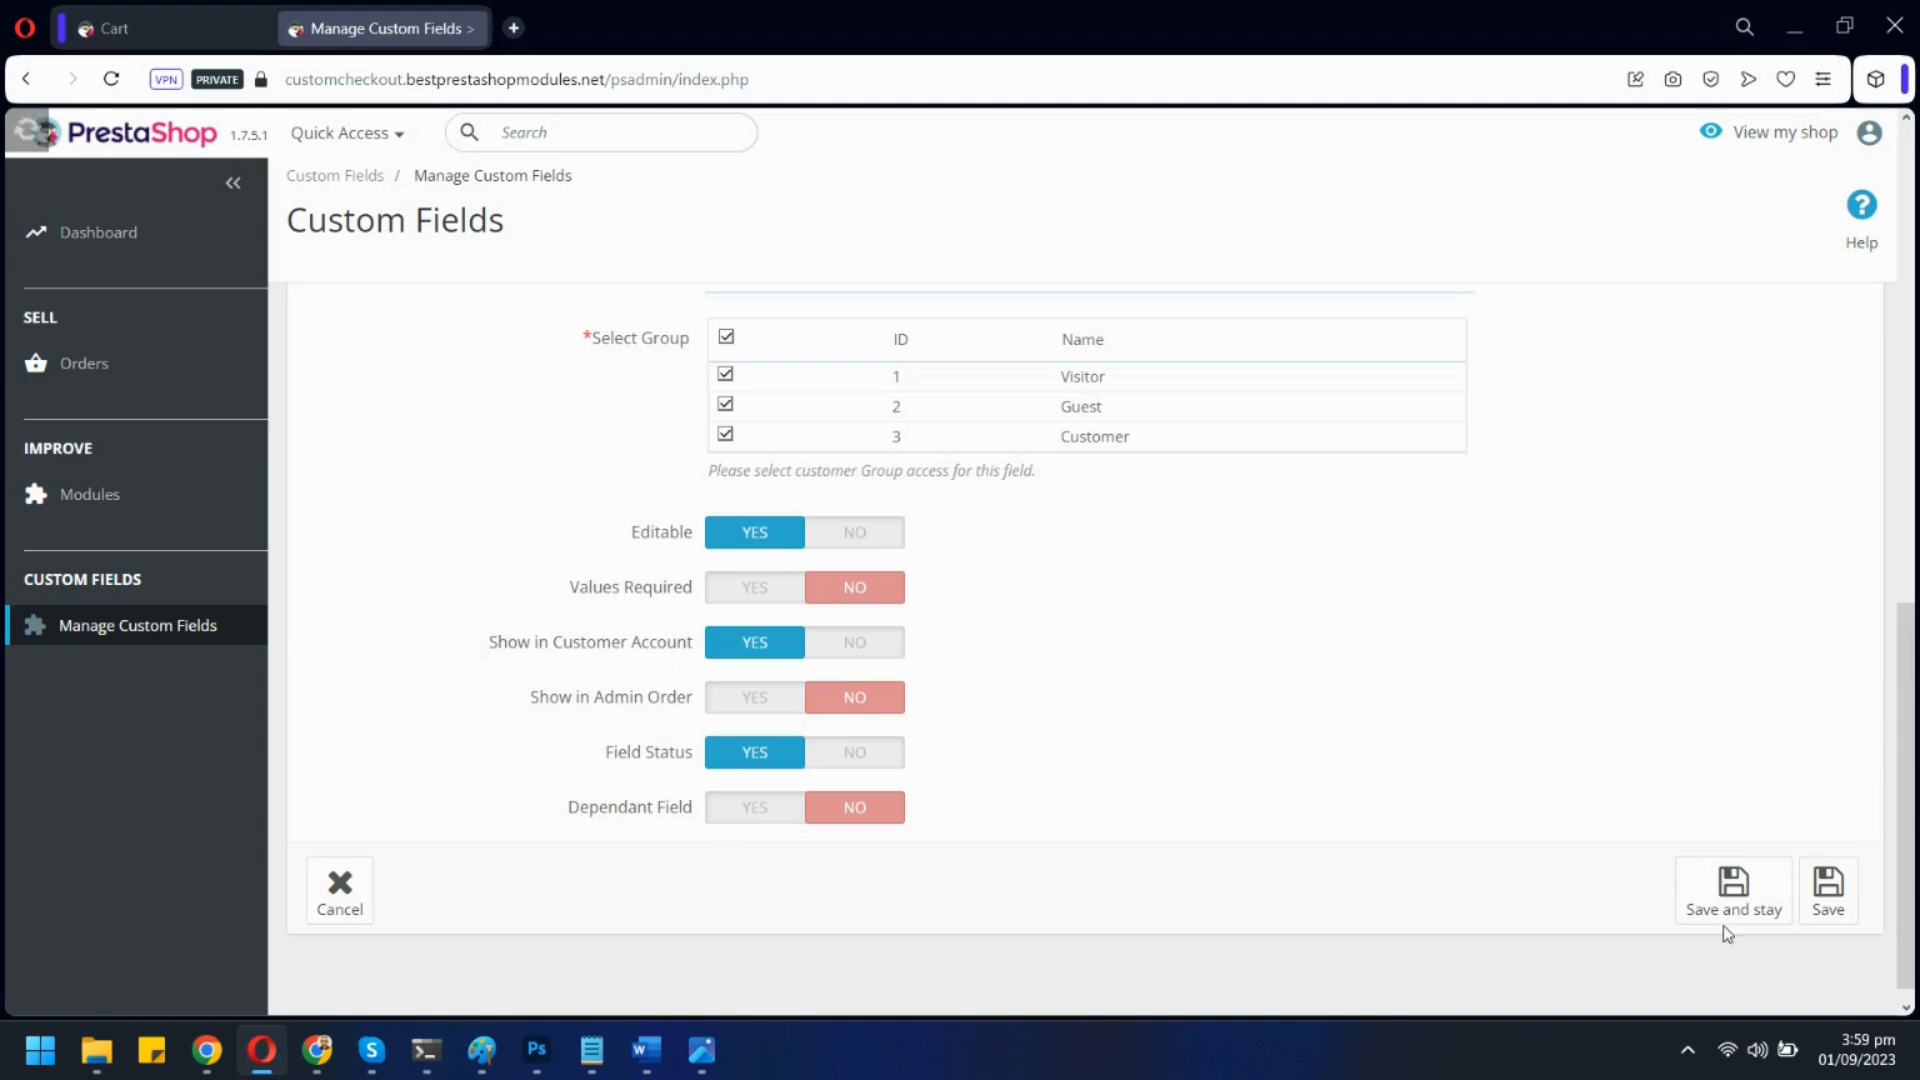 Cart
Manage Custom Fields >
VPN
PRIVATE
customcheckout.bestprestashopmodules.net/psadmin/index.php
PrestaShop 1.7.5.1
Quick Access
Search
View my shop
Custom Fields / Manage Custom Fields
Custom Fields
Help
Dashboard
SELL
Orders
IMPROVE
Modules
CUSTOM FIELDS
Manage Custom Fields
*Select Group
ID Name
1 Visitor
2 Guest
3 Customer
Please select customer Group access for this field.
Editable YES NO
Values Required YES NO
Show in Customer Account YES NO
Show in Admin Order YES NO
Field Status YES NO
Dependant Field YES NO
Cancel
Save and stay
Save
S
Ps
W
3:59 pm
01/09/2023